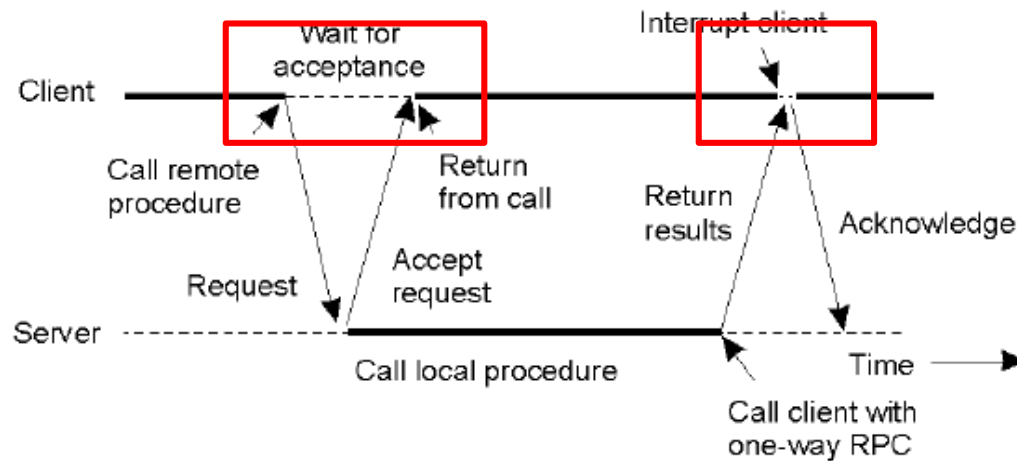 Interrupt client
Wait for
acceptance
Client
Call remote
procedure
Return
from call
Return
results
Acknowledge
Request
Accept
request
Server
Call local procedure
Time
Call client with
one-way RPC